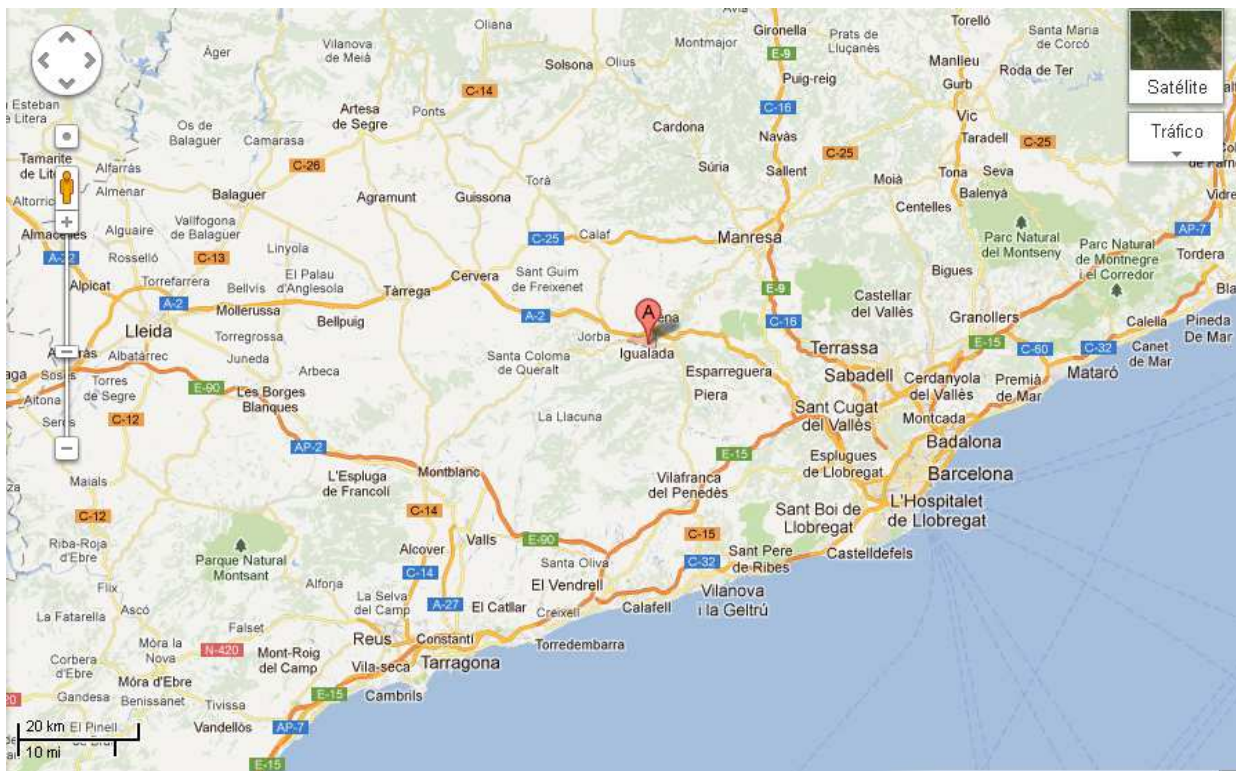 Oliana
Gironella
Avià
Torelló
Santa Maria
de Corcó
Prats de
Lluçanès
Vilanova
de Meià
Montmajor
Àger
E-9
Manlleu
Solsona
Olius
Puig-reig
Roda de Ter
Gurb
Satélite
C-14
C-16
Artesa
de Segre
Ponts
Vic
Os de
Balaguer
Camarasa
Cardona
Navàs
Taradell
C-25
Tráfico
C-26
Súria
Sallent
C-25
Tamarite
de Lite
Alfarràs
Almenar
Balaguer
Agramunt
Guissona
Torà
Moià
Tona
Seva
Balenyà
Centelles
Vallfogona
de Balaguer
Alguaire
C-25
Calaf
Manresa
Parc Natural
del Montseny
AP-7
Parc Natural
de Montnegre
i el Corredor
Tordera
Linyola
Rosselló
C-13
Torrefarrera
Bellvís
El Palau
d'Anglesola
Cervera
Sant Guim
de Freixenet
Bigues
Alpicat
A-2
Mollerussa
Tàrrega
E-9
Castellar
del Vallès
A-2
A
Granollers
Bellpuig
C-16
Calella
Pineda
De Mar
Lleida
Torregrossa
Jorba
Igualada
E-15
C-60
C-32
Canet
de Mar
Terrassa
Albatàrrec
Juneda
Santa Coloma
de Queralt
Esparreguera
Sabadell
Cerdanyola
del Vallès
Mataró
Torres
de Segre
Arbeca
E-90
Les Borges
Blanques
Piera
Premià
de Mar
Aitona
C-12
La Llacuna
Sant Cugat
del Vallès
Montcada
Badalona
AP-2
E-15
Esplugues
de Llobregat
Barcelona
Maials
L'Espluga
de Francolí
Montblanc
Vilafranca
del Penedès
C-12
C-14
Sant Boi de
Llobregat
L'Hospitalet
de Llobregat
Riba-Roja
d'Ebre
Valls
E-90
C-15
Alcover
Parque Natural
Montsant
Santa Oliva
C-32
Sant Pere
de Ribes
Castelldefels
C-14
Flix
Alforja
El Vendrell
Vilanova
i la Geltrú
La Selva
del Camp
A-27
El Catllar
Creixell
Calafell
Ascó
La Fatarella
Falset
Reus
Constantí
Torredembarra
Móra la
Nova
N-420
Mont-Roig
del Camp
Corbera
d'Ebre
Vila-seca
Tarragona
Móra d'Ebre
Gandesa
Benissanet
Tivissa
E-15
Cambrils
20 km
El Pinell
Vandellòs
AP-7
10 mi
E-15